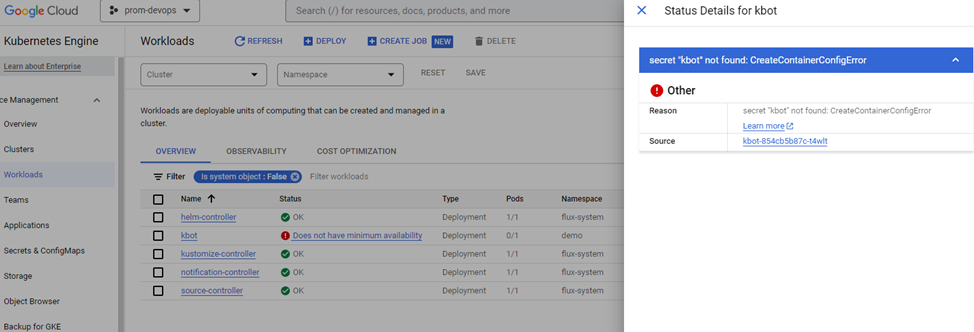 Google Cloud
prom-devops
Search (/) for resources, docs, products, and more
Kubernetes Engine
Learn about Enterprise
ce Management
Overview
Clusters
Workloads
Teams
Applications
Secrets & ConfigMaps
Storage
Object Browser
Backup for GKE
Workloads
REFRESH
DEPLOY
CREATE JOB NEW
DELETE
Cluster
Namespace
RESET
SAVE
Workloads are deployable units of computing that can be created and managed in a
cluster.
OVERVIEW
OBSERVABILITY
COST OPTIMIZATION
Filter
Is system object : False
Filter workloads
Name Status Type Pods Namespace
helm-controller OK Deployment 1/1 flux-system
kbot Does not have minimum availability Deployment 0/1 demo
kustomize-controller OK Deployment 1/1 flux-system
notification-controller OK Deployment 1/1 flux-system
source-controller OK Deployment 1/1 flux-system
Status Details for kbot
secret "kbot" not found: CreateContainerConfigError
Other
Reason secret "kbot" not found: CreateContainerConfigError
Learn more
Source kbot-854cb5b87c-t4wlt